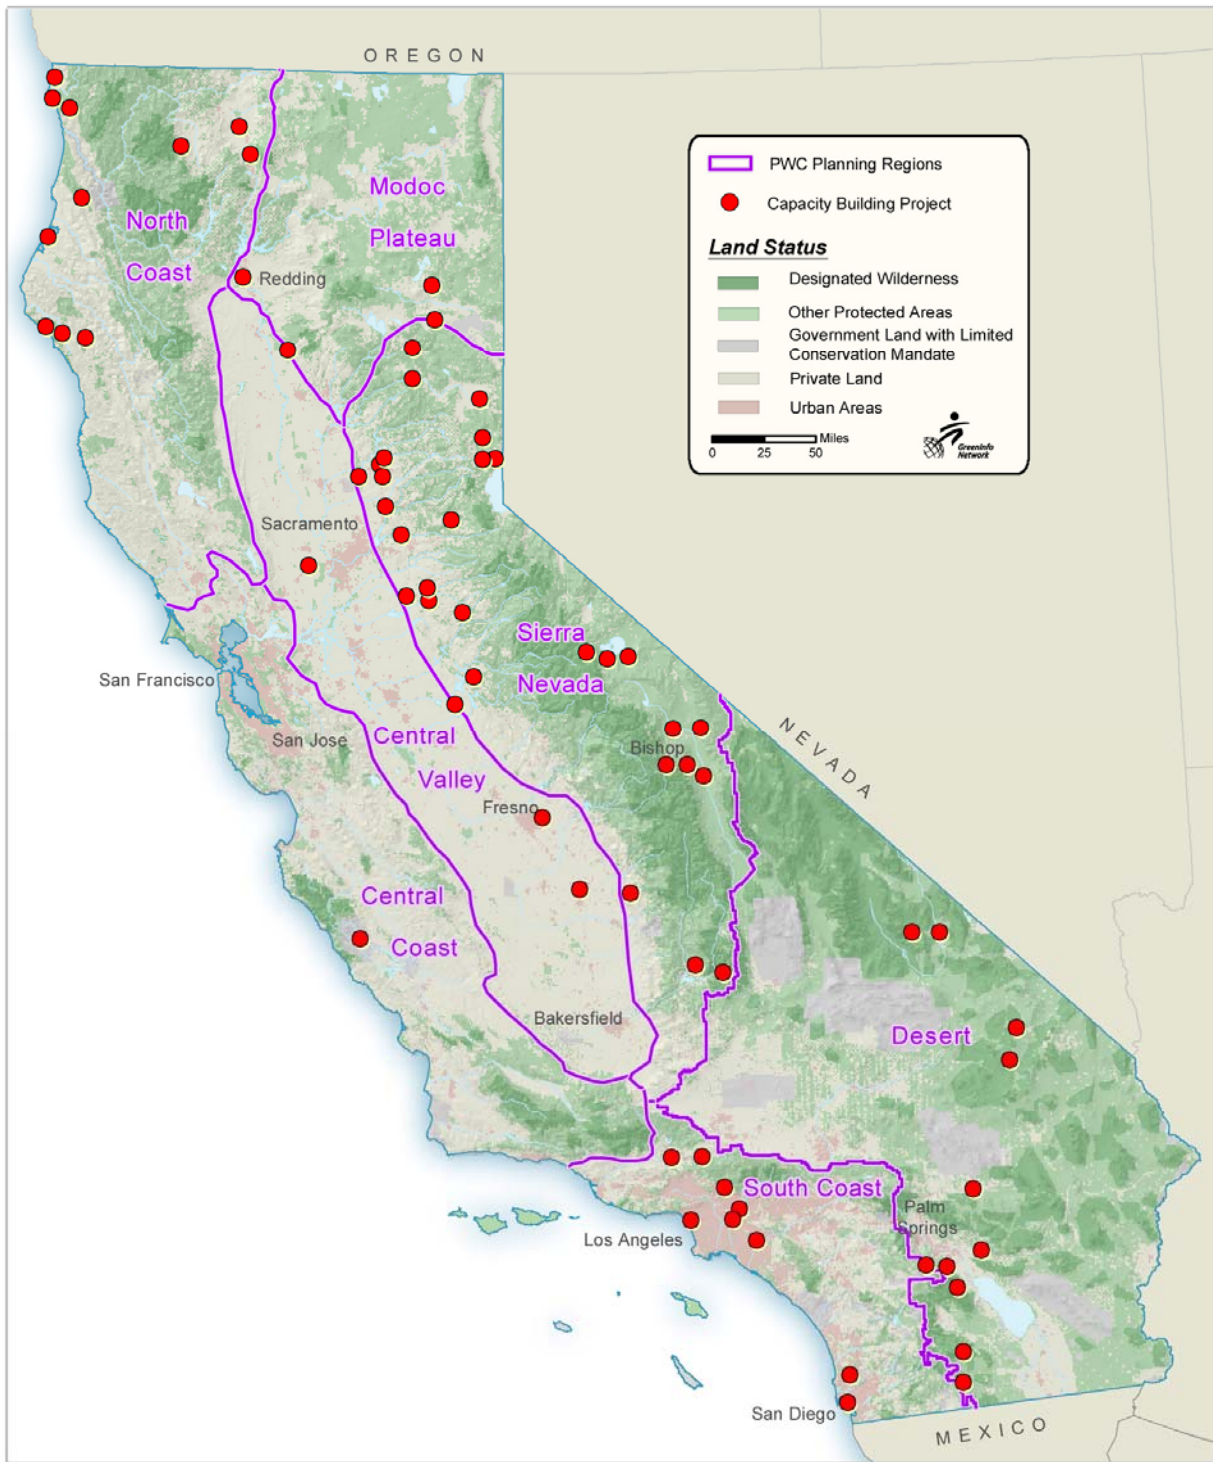 OREGON
PWC Planning Regions
Capacity Building Project
Land Status
Designated Wilderness
Other Protected Areas
Government Land with Limited
Conservation Mandate
Private Land
Urban Areas
Miles
0 25 50
GreenInfo
Network
Modoc
Plateau
North
Coast
Redding
Sacramento
Sierra
Nevada
San Francisco
San Jose
Central
Valley
Bishop
NEVADA
Fresno
Central
Coast
Bakersfield
Desert
South Coast
Palm
Springs
Los Angeles
San Diego
MEXICO